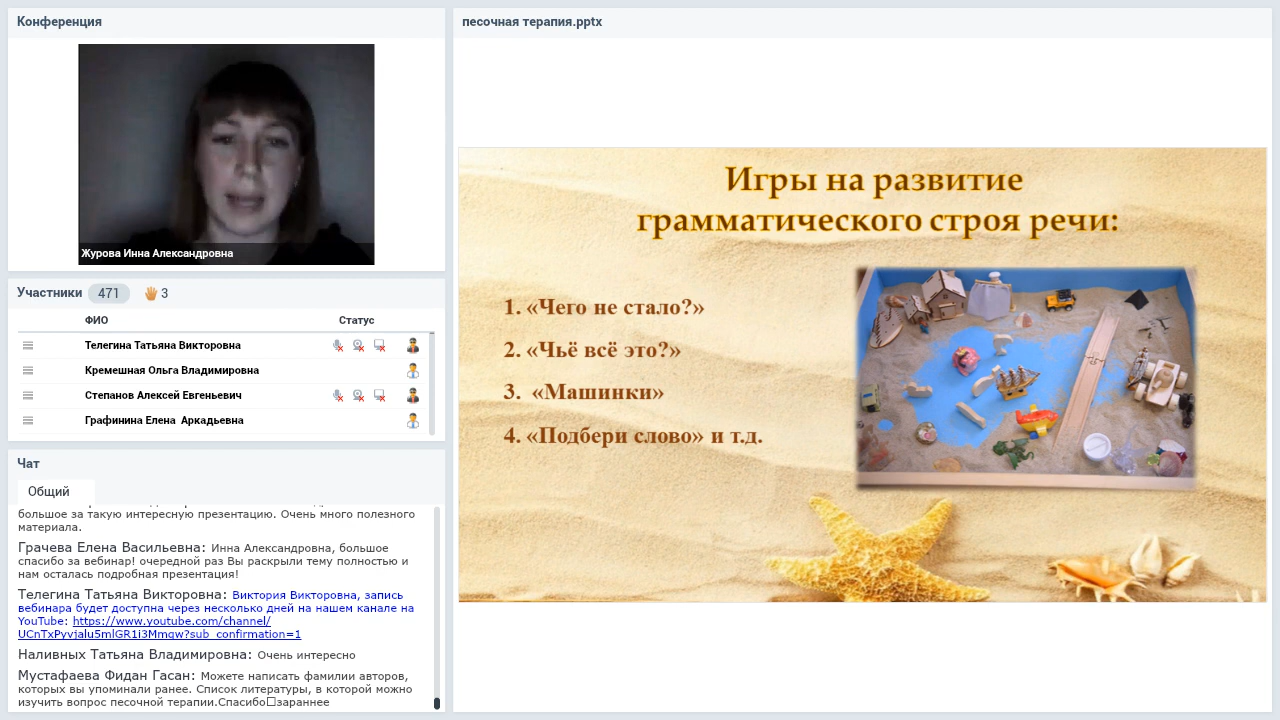 Конференция
Журова Инна Александровна
Участники 471 3
ФИО Статус
Телегина Татьяна Викторовна
Кремешная Ольга Владимировна
Степанов Алексей Евгеньевич
Графинина Елена Аркадьевна
Чат
Общий
большое за такую интересную презентацию. Очень много полезного
материала.
Грачева Елена Васильевна: Инна Александровна, большое
спасибо за вебинар! очередной раз Вы раскрыли тему полностью и
нам осталась подробная презентация!
Телегина Татьяна Викторовна: Виктория Викторовна, запись
вебинара будет доступна через несколько дней на нашем канале на
YouTube: https://www.youtube.com/channel/
UCnTxPyvjalu5mlGR1i3Mmqw?sub_confirmation=1
Наливных Татьяна Владимировна: Очень интересно
Мустафаева Фидан Гасан: Можете написать фамилии авторов,
которых вы упоминали ранее. Список литературы, в которой можно
изучить вопрос песочной терапии.Спасибо□зараннее
песочная терапия.pptx
Игры на развитие
грамматического строя речи:
1. «Чего не стало?»
2. «Чьё всё это?»
3. «Машинки»
4. «Подбери слово» и т.д.